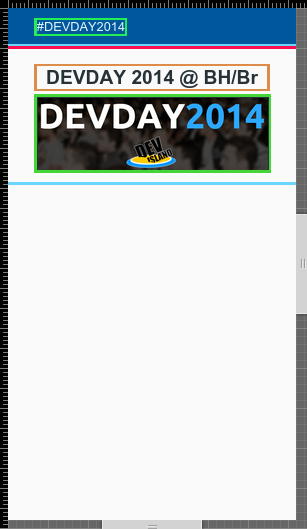 #DEVDAY2014
DEVDAY 2014 @ BH/Br
DEVDAY2014
DEV
ISLAND